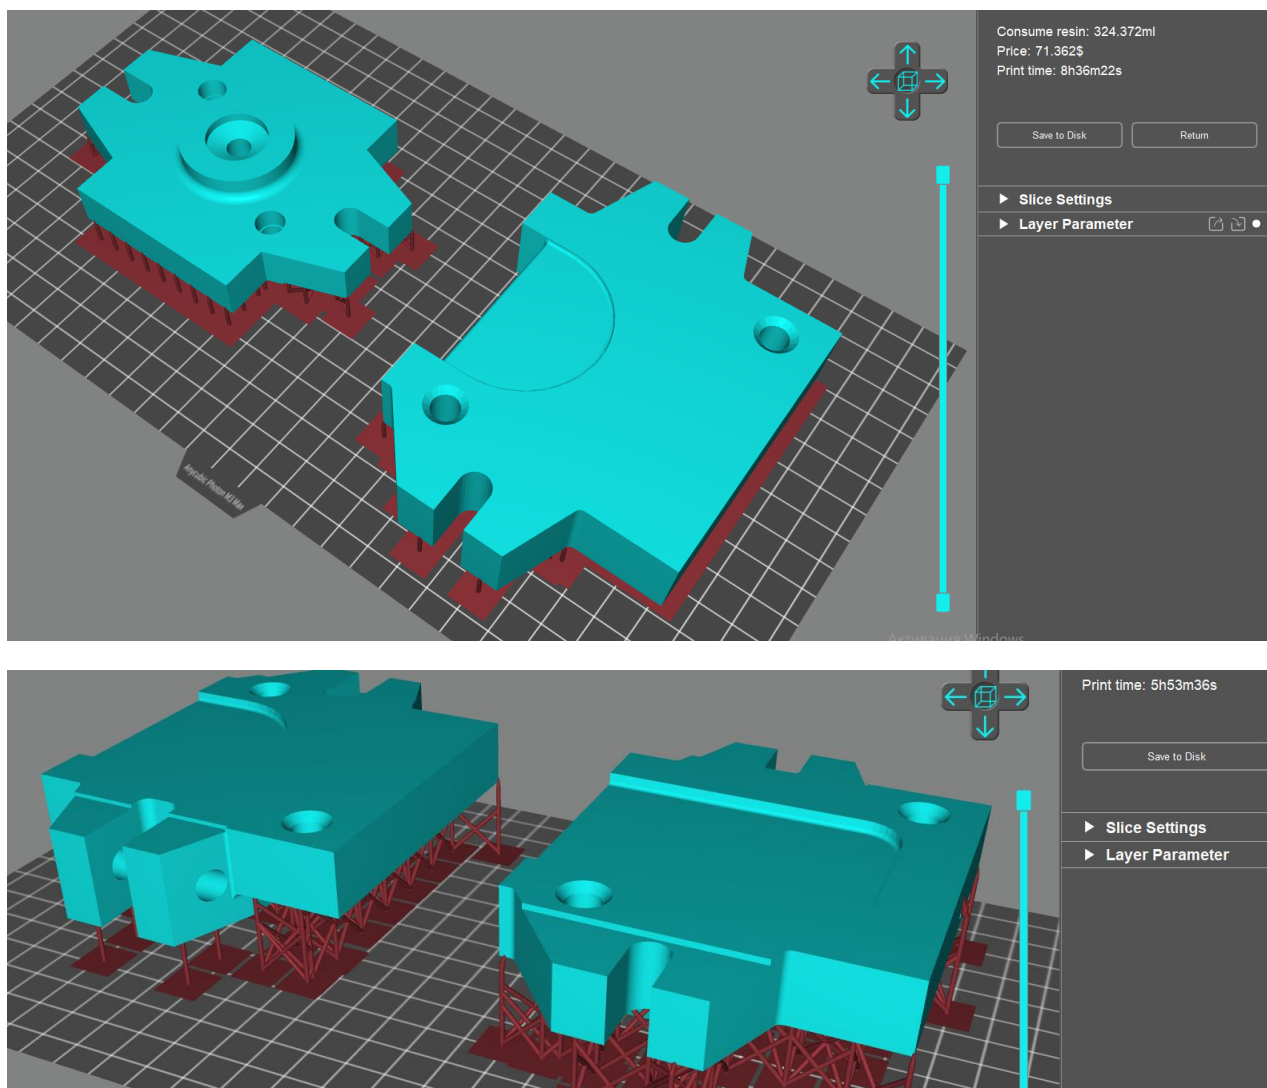 Consume resin: 324.372ml
Price: 71.362$
Print time: 8h36m22s
Save to Disk
Return
Slice Settings
Layer Parameter
Anycubic Photon M3 Max
Активация Windows
Print time: 5h53m36s
Save to Disk
Slice Settings
Layer Parameter